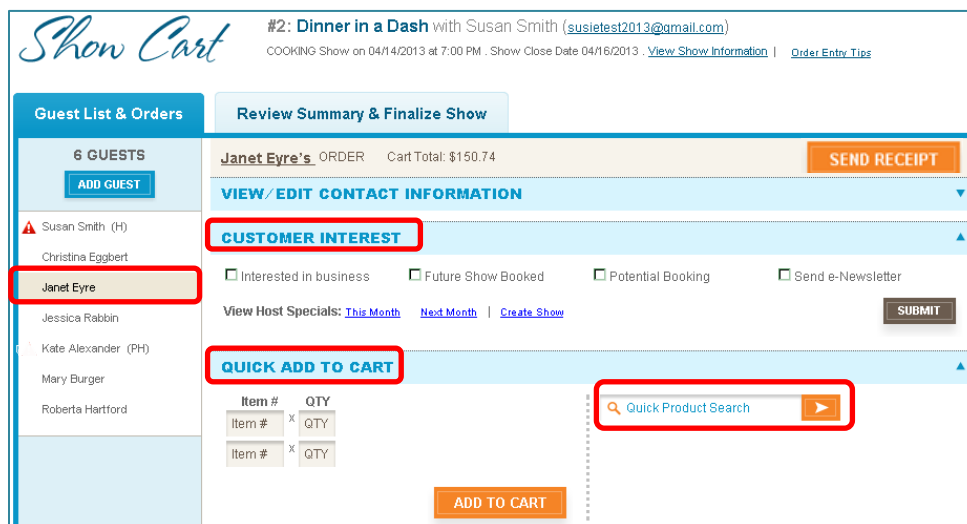 Show Cart
#2: Dinner in a Dash with Susan Smith (susietest2013@gmail.com)
COOKING Show on 04/14/2013 at 7:00 PM . Show Close Date 04/16/2013 . View Show Information | Order Entry Tips
Guest List & Orders
Review Summary & Finalize Show
6 GUESTS
ADD GUEST
Susan Smith (H)
Christina Eggbert
Janet Eyre
Jessica Rabbin
Kate Alexander (PH)
Mary Burger
Roberta Hartford
Janet Eyre's ORDER Cart Total: $150.74
SEND RECEIPT
VIEW/EDIT CONTACT INFORMATION
CUSTOMER INTEREST
Interested in business Future Show Booked Potential Booking Send e-Newsletter
View Host Specials: This Month Next Month | Create Show
SUBMIT
QUICK ADD TO CART
Item # QTY
Item # x QTY
Item # x QTY
Quick Product Search
ADD TO CART